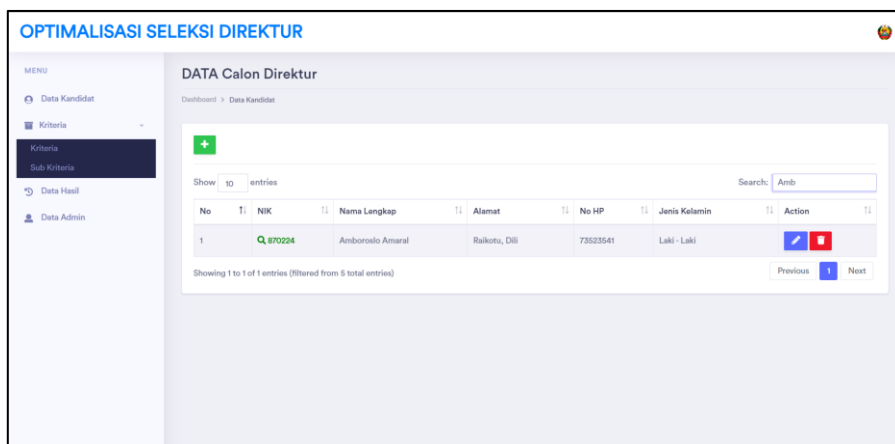 OPTIMALISASI SELEKSI DIREKTUR
MENU
Data Kandidat
Kriteria
Kriteria
Sub Kriteria
Data Hasil
Data Admin
DATA Calon Direktur
Dashboard > Data Kandidat
+
Show 10 entries Search: Amb
No NIK Nama Lengkap Alamat No HP Jenis Kelamin Action
1 870224 Amboroslo Amaral Raikotu, Dili 73523541 Laki - Laki
Showing 1 to 1 of 1 entries (filtered from 5 total entries) Previous 1 Next